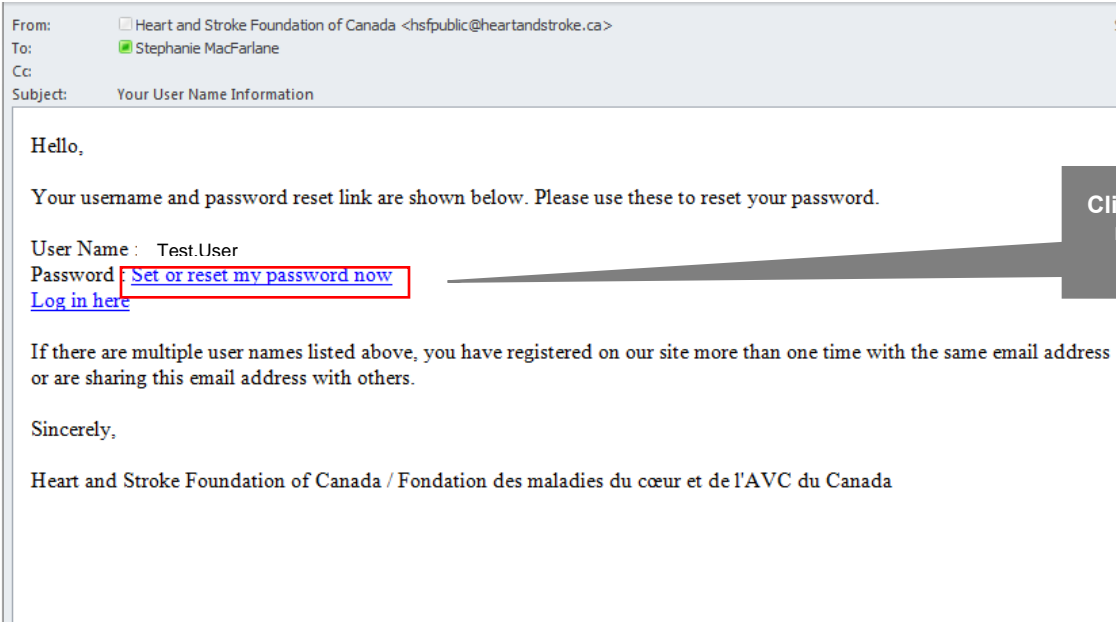 From: Heart and Stroke Foundation of Canada <hsfpublic@heartandstroke.ca>
To: Stephanie MacFarlane
Cc:
Subject: Your User Name Information
Hello,
Your username and password reset link are shown below. Please use these to reset your password.
User Name : Test.User
Password : Set or reset my password now
Log in here
If there are multiple user names listed above, you have registered on our site more than one time with the same email address
or are sharing this email address with others.
Sincerely,
Heart and Stroke Foundation of Canada / Fondation des maladies du cœur et de l'AVC du Canada